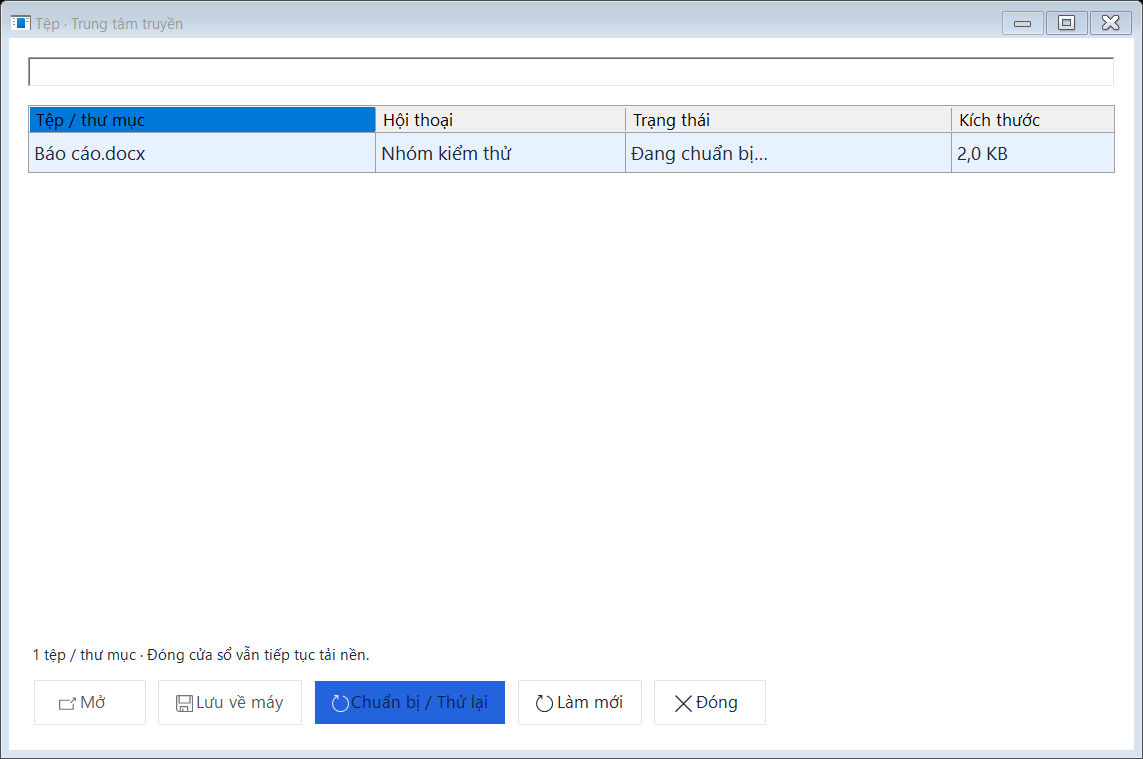 Tệp · Trung tâm truyền
Tệp / thư mục Hội thoại Trạng thái Kích thước
Báo cáo.docx Nhóm kiểm thử Đang chuẩn bị... 2,0 KB
1 tệp / thư mục · Đóng cửa sổ vẫn tiếp tục tải nền.
Mở Lưu về máy Chuẩn bị / Thử lại Làm mới Đóng